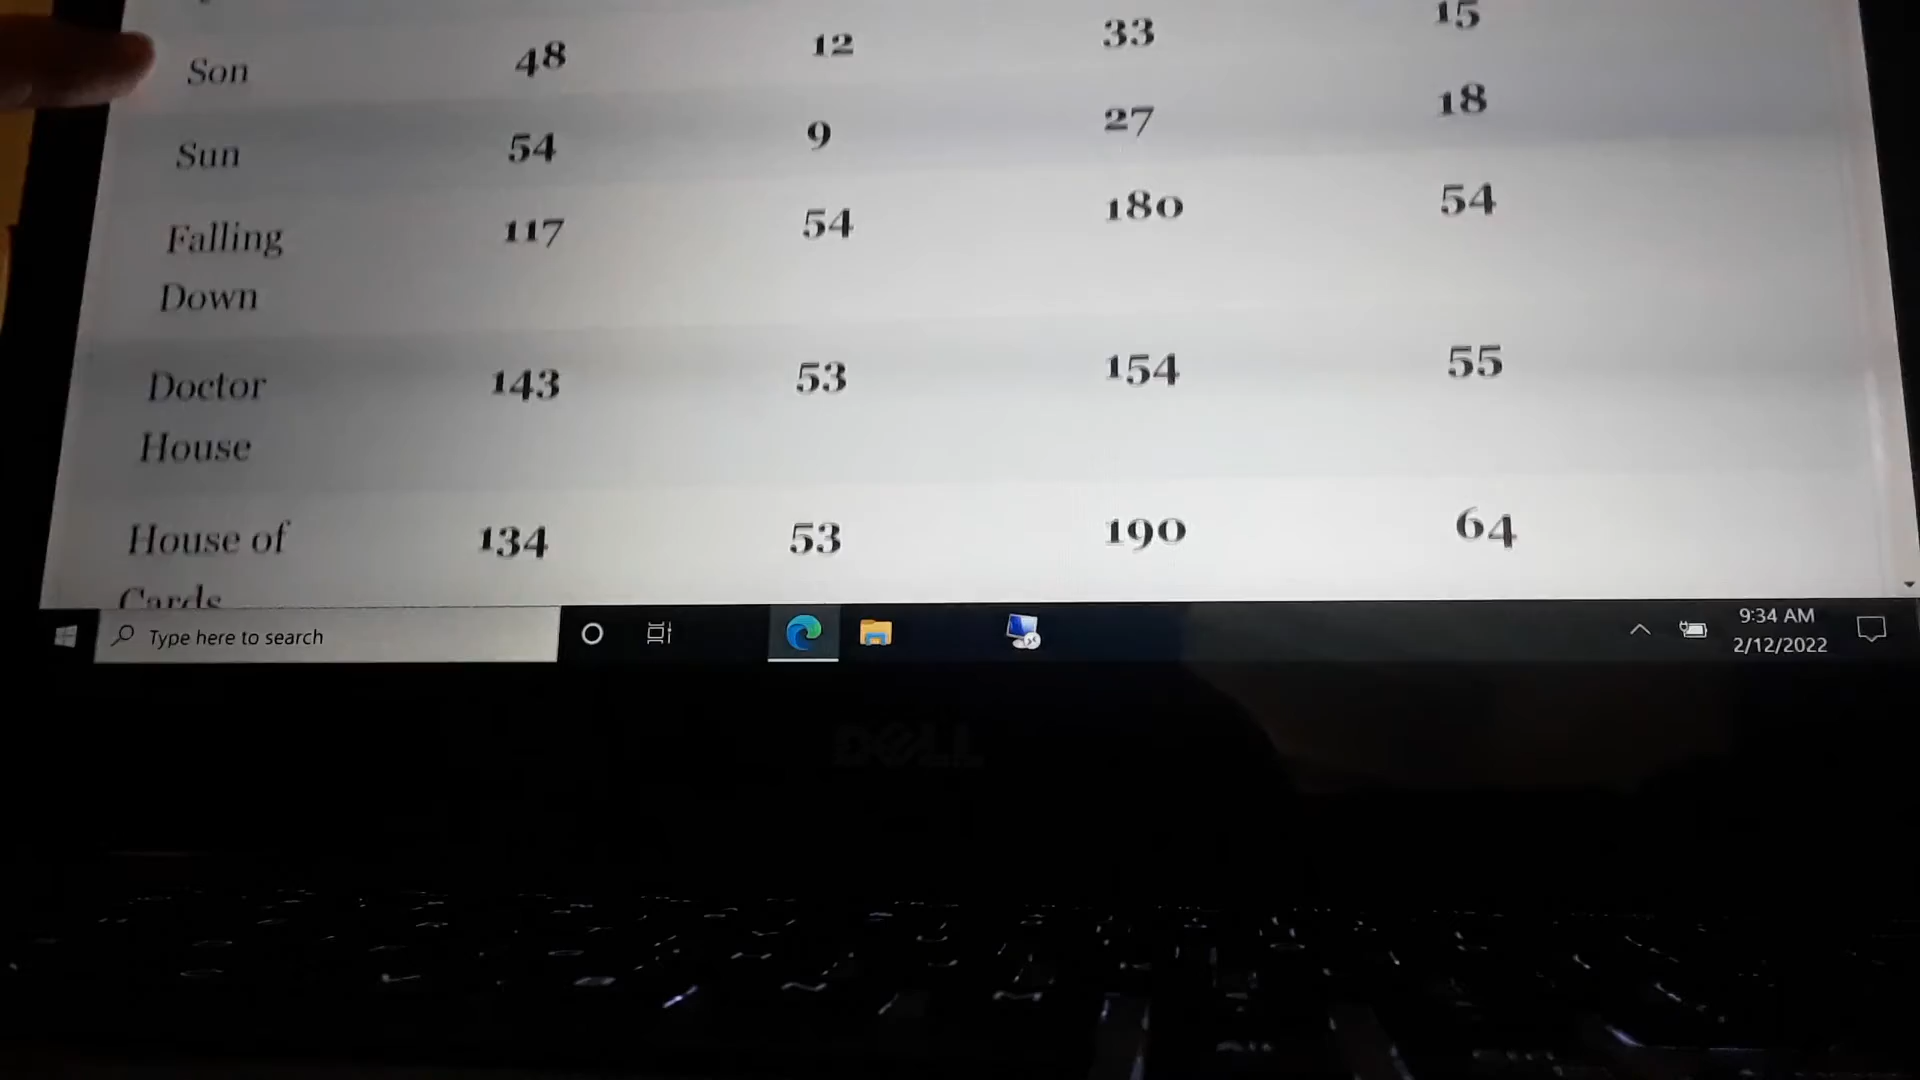 Son 48 12 33 15
Sun 54 9 27 18
Falling 117 54 180 54
Down
Doctor 143 53 154 55
House
House of 134 53 190 64
Cards
Type here to search
9:34 AM
2/12/2022
DELL